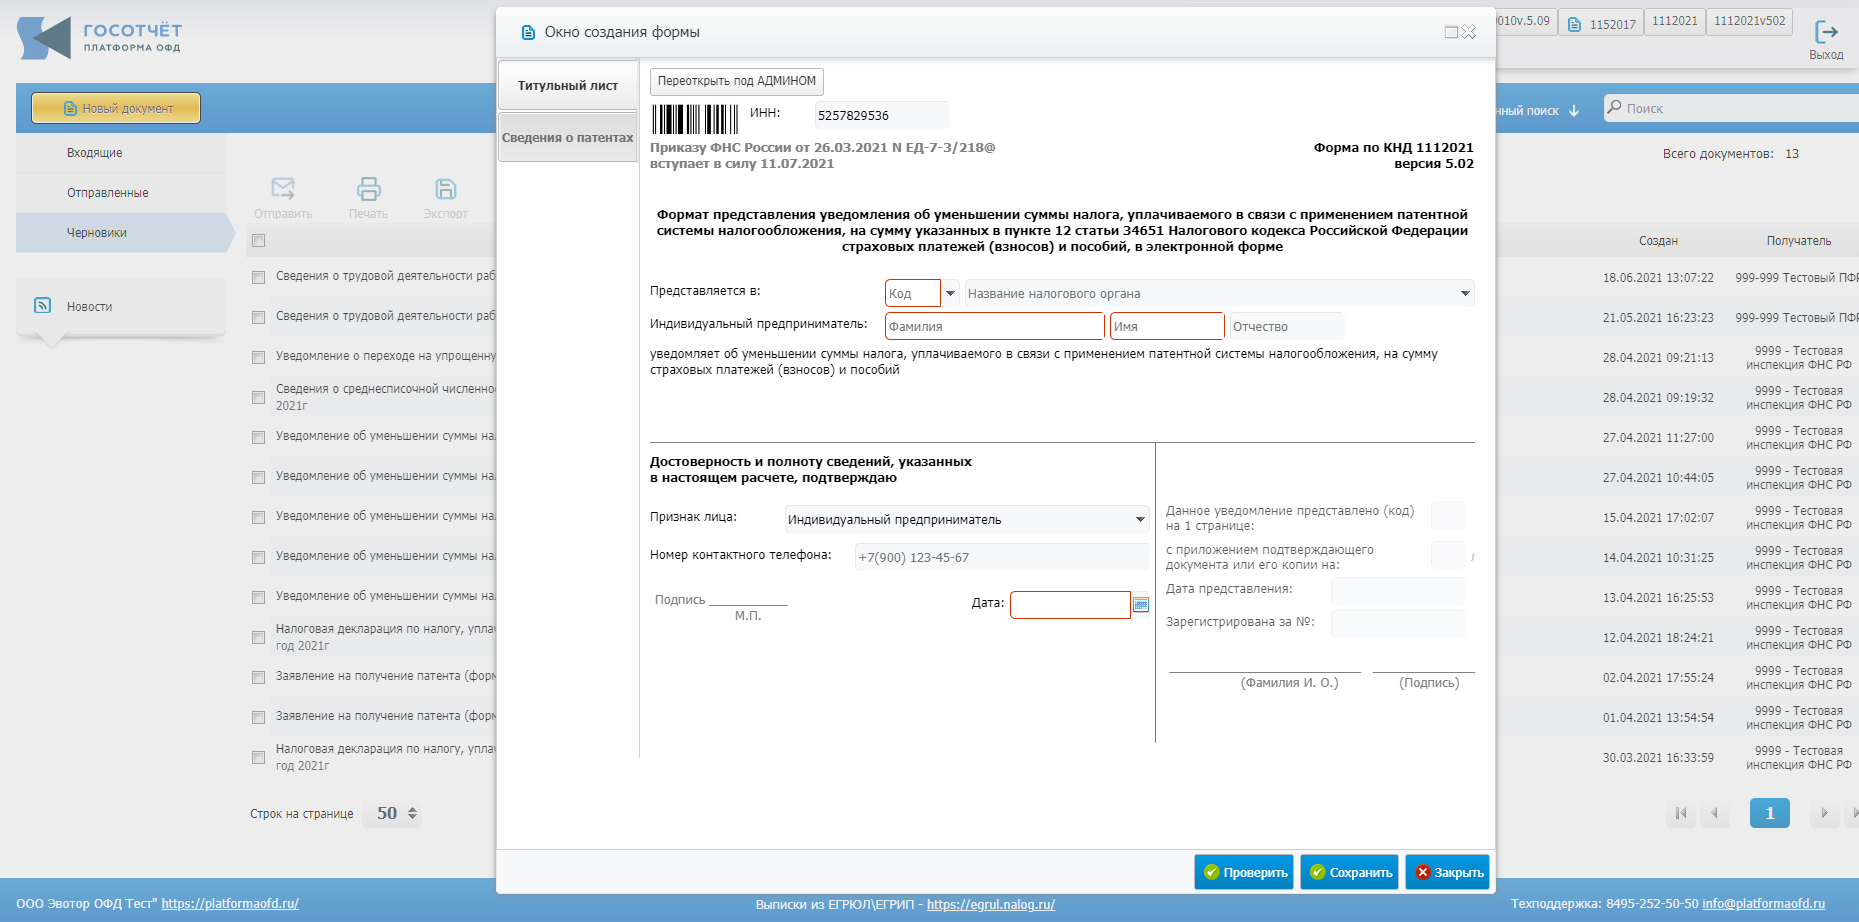 ГОСОТЧЁТ
ПЛАТФОРМА ОФД
Окно создания формы
010v.5.09
1152017
1112021
1112021v502
Выход
Новый документ
нный поиск
Поиск
Входящие
Отправленные
Черновики
Новости
Отправить
Печать
Экспорт
Всего документов: 13
Создан
Получатель
Сведения о трудовой деятельности раб
18.06.2021 13:07:22
999-999 Тестовый ПФР
Сведения о трудовой деятельности раб
21.05.2021 16:23:23
999-999 Тестовый ПФР
Уведомление о переходе на упрощенну
28.04.2021 09:21:13
9999 - Тестовая
инспекция ФНС РФ
Сведения о среднесписочной численно
2021г
28.04.2021 09:19:32
9999 - Тестовая
инспекция ФНС РФ
Уведомление об уменьшении суммы на
27.04.2021 11:27:00
9999 - Тестовая
инспекция ФНС РФ
Уведомление об уменьшении суммы на
27.04.2021 10:44:05
9999 - Тестовая
инспекция ФНС РФ
Уведомление об уменьшении суммы на
15.04.2021 17:02:07
9999 - Тестовая
инспекция ФНС РФ
Уведомление об уменьшении суммы на
14.04.2021 10:31:25
9999 - Тестовая
инспекция ФНС РФ
Уведомление об уменьшении суммы на
13.04.2021 16:25:53
9999 - Тестовая
инспекция ФНС РФ
Налоговая декларация по налогу, упла
год 2021г
12.04.2021 18:24:21
9999 - Тестовая
инспекция ФНС РФ
Заявление на получение патента (форм
02.04.2021 17:55:24
9999 - Тестовая
инспекция ФНС РФ
Заявление на получение патента (форм
01.04.2021 13:54:54
9999 - Тестовая
инспекция ФНС РФ
Налоговая декларация по налогу, упла
год 2021г
30.03.2021 16:33:59
9999 - Тестовая
инспекция ФНС РФ
Строк на странице 50
1
Титульный лист
Сведения о патентах
Переоткрыть под АДМИНОМ
ИНН: 5257829536
Приказу ФНС России от 26.03.2021 N ЕД-7-3/218@
вступает в силу 11.07.2021
Форма по КНД 1112021
версия 5.02
Формат представления уведомления об уменьшении суммы налога, уплачиваемого в связи с применением патентной
системы налогообложения, на сумму указанных в пункте 12 статьи 34651 Налогового кодекса Российской Федерации
страховых платежей (взносов) и пособий, в электронной форме
Представляется в: Код Название налогового органа
Индивидуальный предприниматель: Фамилия Имя Отчество
уведомляет об уменьшении суммы налога, уплачиваемого в связи с применением патентной системы налогообложения, на сумму
страховых платежей (взносов) и пособий
Достоверность и полноту сведений, указанных
в настоящем расчете, подтверждаю
Признак лица: Индивидуальный предприниматель
Номер контактного телефона: +7(900) 123-45-67
Подпись
М.П.
Дата:
Данное уведомление представлено (код)
на 1 странице:
с приложением подтверждающего
документа или его копии на:
Дата представления:
Зарегистрирована за №:
(Фамилия И. О.) (Подпись)
Проверить
Сохранить
Закрыть
ООО Эвотор ОФД Тест" https://platformaofd.ru/
Выписки из ЕГРЮЛ\ЕГРИП - https://egrul.nalog.ru/
Техподдержка: 8495-252-50-50 info@platformaofd.ru